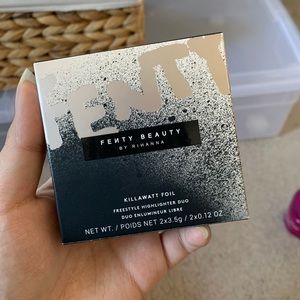 FENTY
FEИTY BEAUTY
BY RIHANNA
KILLAWATT FOIL
FREESTYLE HIGHLIGHTER DUO
DUO ENLUMINEUR LIBRE
NET WT. / POIDS NET 2x3.5g / 2x0.12 OZ